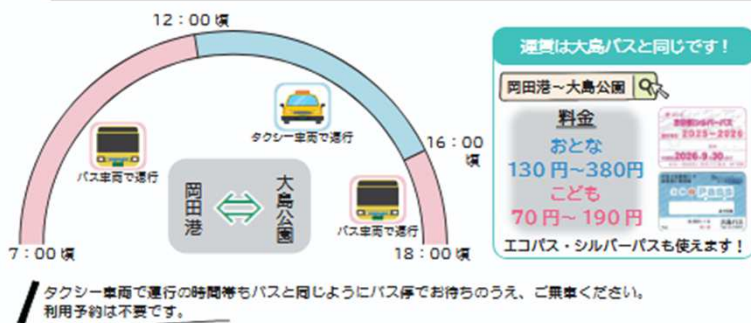 12：00 頃
運賃は大島バスと同じです！
岡田港～大島公園
タクシー車両で運行
料金
おとな
130 円～380円
こども
70 円～ 190 円
2025-2026
2026.9.30
エコパス・シルバーパスも使えます！
16：00
頃
バス車両で運行
岡田港
大島公園
バス車両で運行
7：00 頃
18：00 頃
タクシー車両で運行の時間帯もバスと同じようにバス停でお待ちのうえ、ご乗車ください。
利用予約は不要です。